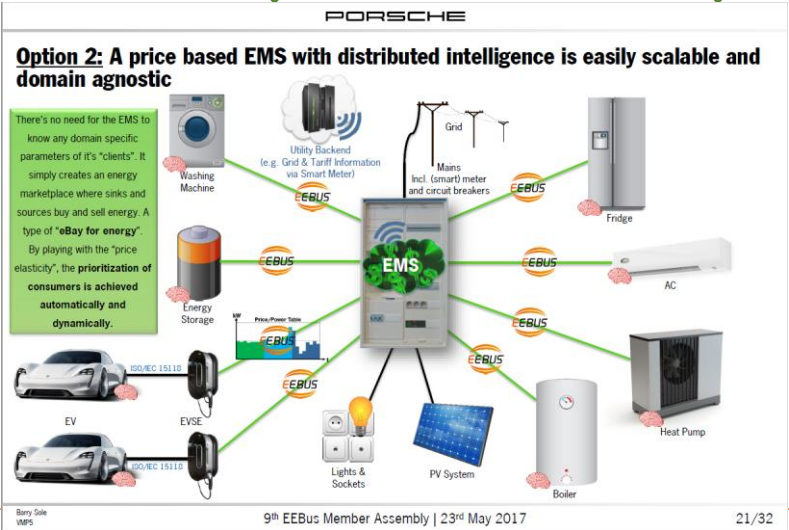 PORSCHE
Option 2: A price based EMS with distributed intelligence is easily scalable and
domain agnostic
There's no need for the EMS to
know any domain specific
parameters of it's "clients". It
simply creates an energy
marketplace where sinks and
sources buy and sell energy. A
type of "eBay for energy".
By playing with the "price
elasticity", the prioritization of
consumers is achieved
automatically and
dynamically.
Washing
Machine
Utility Backend
(e.g. Grid & Tariff Information
via Smart Meter)
Grid
Mains
Incl. (smart) meter
and circuit breakers
Fridge
EEBUS
EEBUS
EMS
EEBUS
EEBUS
AC
Energy
Storage
kW
Price/Power Table
EEBUS
t
EEBUS
ISO/IEC 15118
EV
EVSE
EEBUS
EEBUS
Heat Pump
ISO/IEC 15118
Lights &
Sockets
PV System
Boiler
Barry Sole
VMP5
9th EEBus Member Assembly | 23rd May 2017
21/32